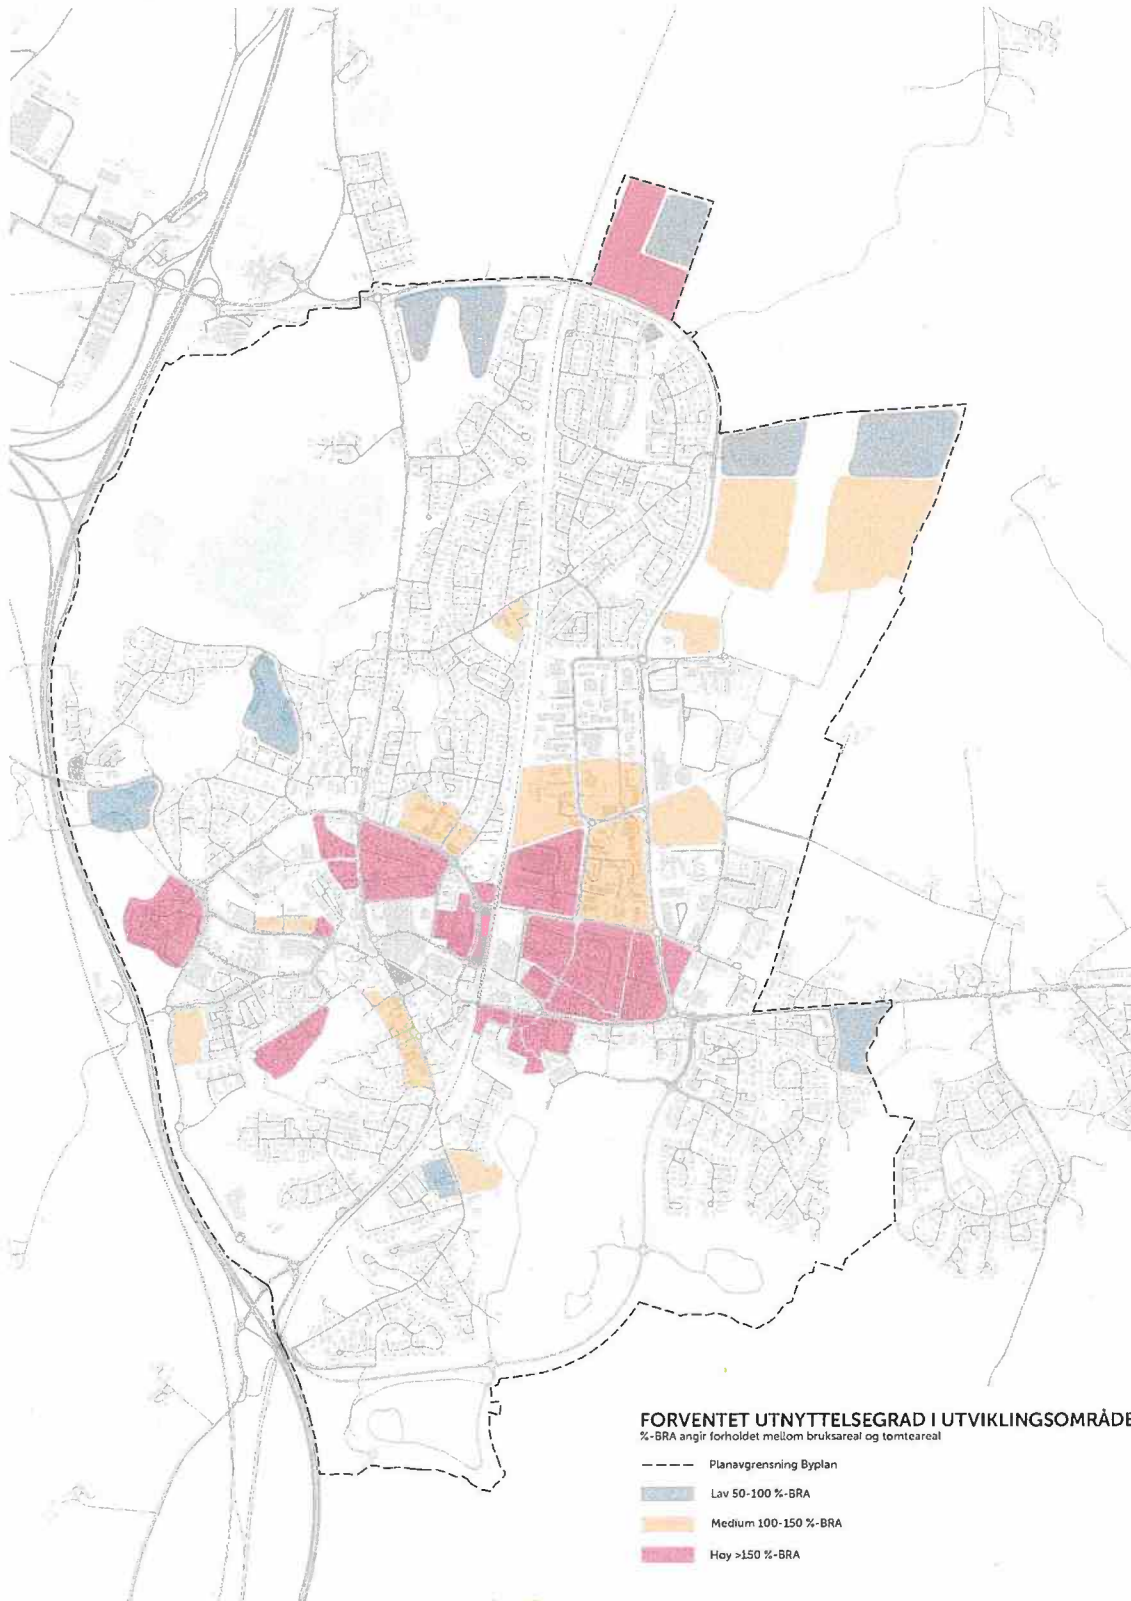 FORVENTET UTNYTTELSEGRAD I UTVIKLINGSOMRÅDE
%-BRA angir forholdet mellom bruksareal og tomteareal
Planavgrensning Byplan
Lav 50-100 %-BRA
Medium 100-150 %-BRA
Høy >150 %-BRA